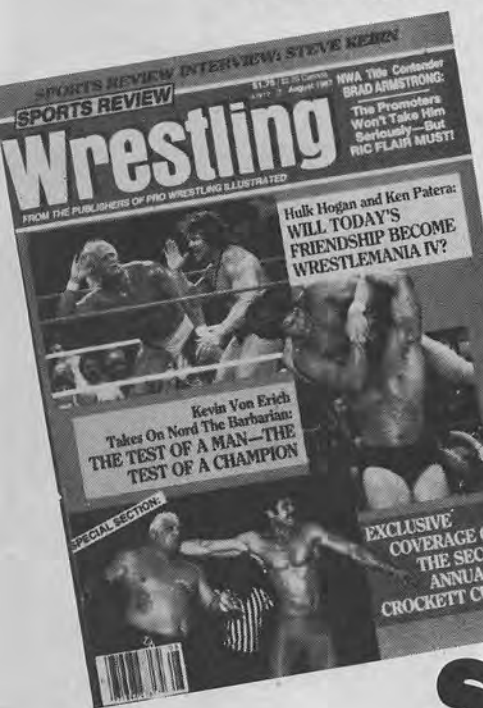 SPORTS REVIEW INTERVIEW: STEVE KEIRN
SPORTS REVIEW
Wrestling
FROM THE PUBLISHERS OF PRO WRESTLING ILLUSTRATED
$1.75
August 1987
NWA Title Contender
BRAD ARMSTRONG:
The Promoters
Won't Take Him
Seriously—But
RIC FLAIR MUST!
Hulk Hogan and Ken Patera:
WILL TODAY'S
FRIENDSHIP BECOME
WRESTLEMANIA IV?
Kevin Von Erich
Takes On Nord The Barbarian:
THE TEST OF A MAN—THE
TEST OF A CHAMPION
SPECIAL SECTION:
EXCLUSIVE
COVERAGE O
THE SEC
ANNUA
CROCKETT CU